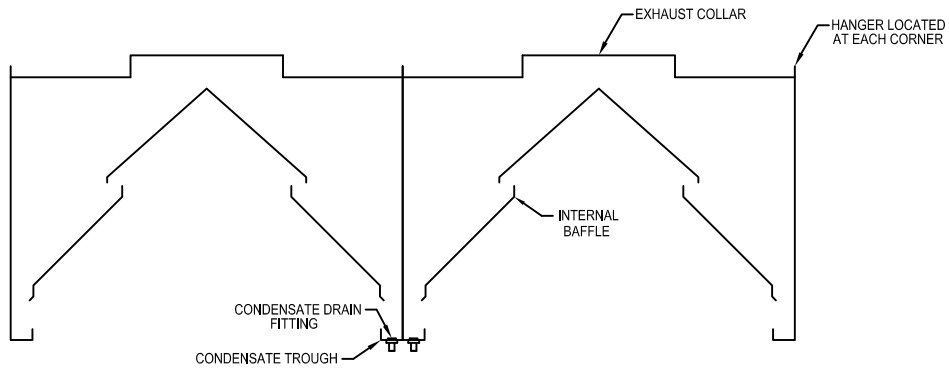 EXHAUST COLLAR
HANGER LOCATED
AT EACH CORNER
INTERNAL
BAFFLE
CONDENSATE DRAIN
FITTING
CONDENSATE TROUGH